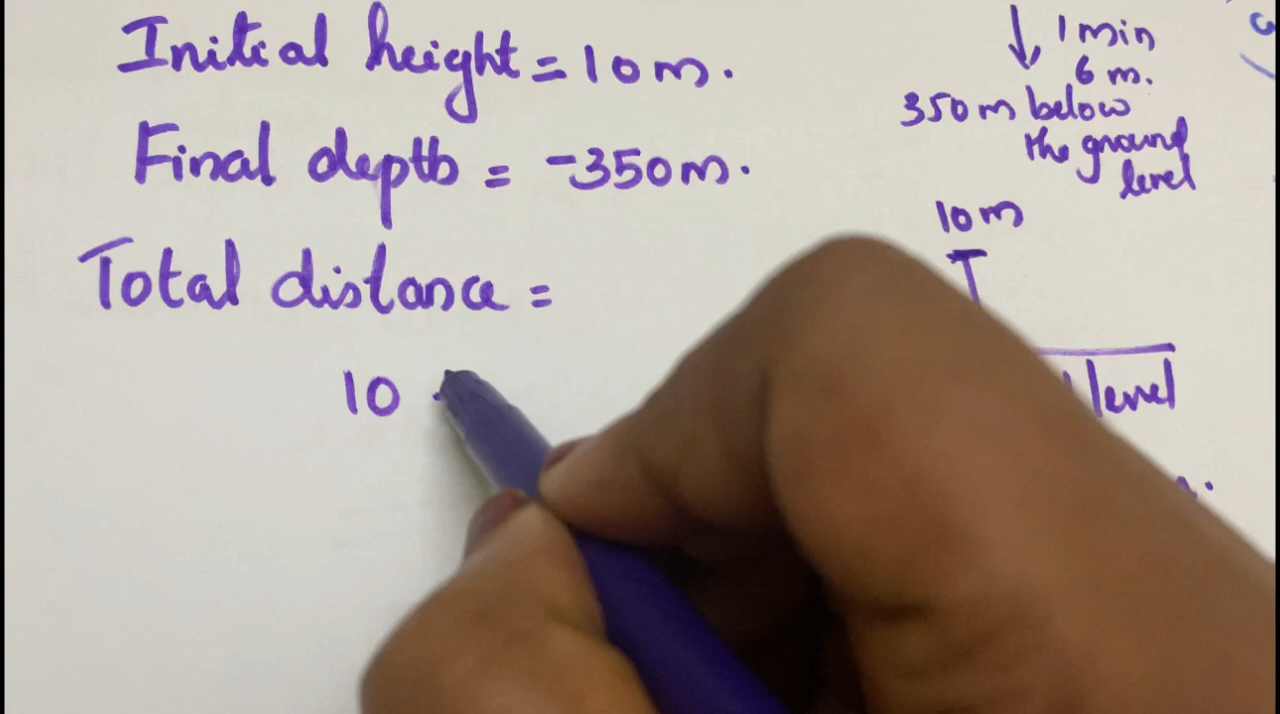 Initial height = 10 m.
Final depth = -350 m.
Total distance =
10
1 min
6 m.
350 m below
the ground
level
10 m
level